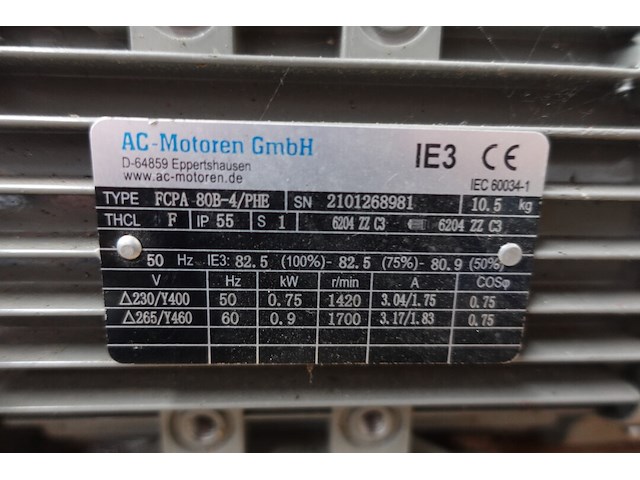 AC-Motoren GmbH
D-64859 Eppertshausen
www.ac-motoren.de
IE3 CE
IEC 60034-1
TYPE FCPA 80B-4/PHE SN 2101268981 10.5 kg
THCL F IP 55 S 1 6204 ZZ C3 6204 ZZ C3
50 Hz IE3: 82.5 (100%)- 82.5 (75%)- 80.9 (50%)
V Hz kW r/min A COSφ
△230/Y400 50 0.75 1420 3.04/1.75 0.75
△265/Y460 60 0.9 1700 3.17/1.83 0.75